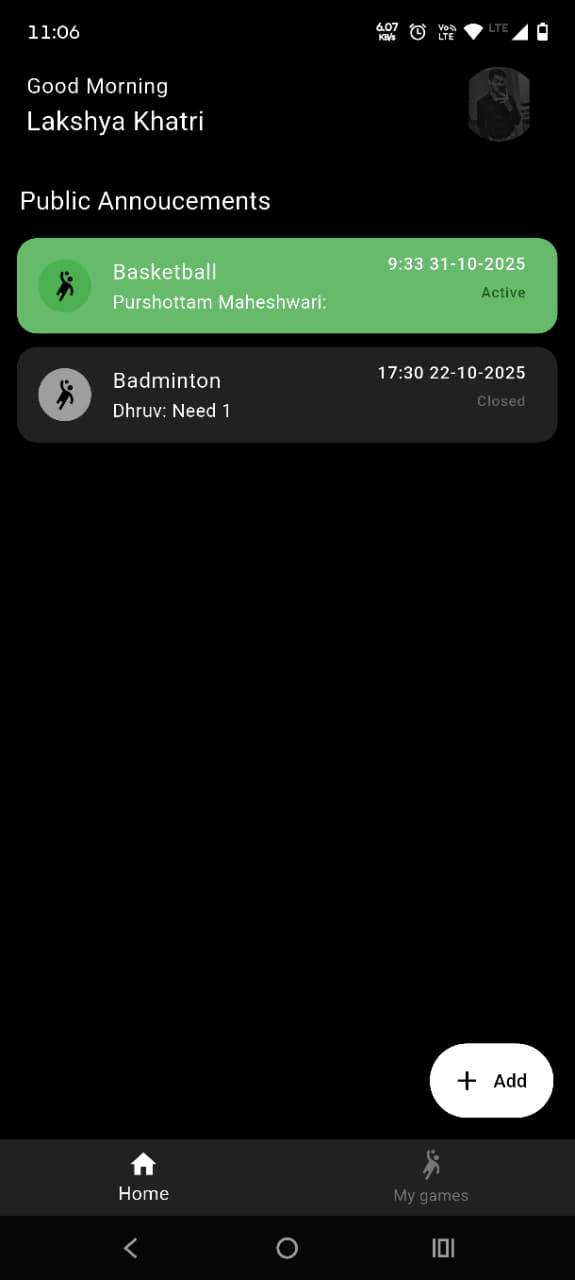 11:06
6.07
KB/s
Vo
LTE
LTE
Good Morning
Lakshya Khatri
Public Annoucements
Basketball
9:33 31-10-2025
Purshottam Maheshwari:
Active
Badminton
17:30 22-10-2025
Dhruv: Need 1
Closed
+ Add
Home
My games